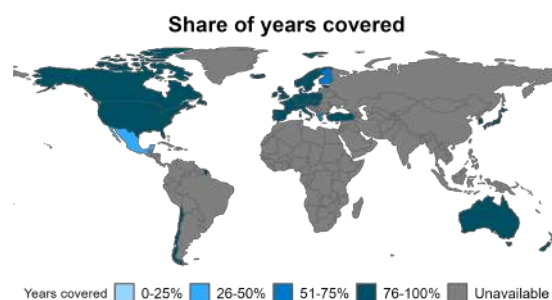 Share of years covered
Years covered 0-25% 26-50% 51-75% 76-100% Unavailable